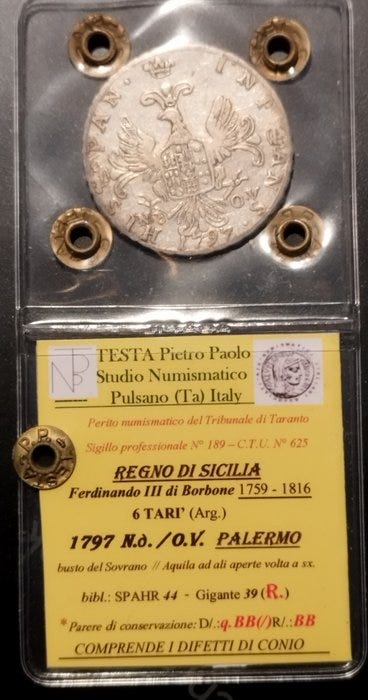 HISPAN. INFANS
1797
TESTA Pietro Paolo
Studio Numismatico
Pulsano (Ta) Italy
Perito numismatico del Tribunale di Taranto
Sigillo professionale N° 189 – C.T.U. N° 625
REGNO DI SICILIA
Ferdinando III di Borbone 1759 - 1816
6 TARI' (Arg.)
1797 N.d./O.V. PALERMO
busto del Sovrano // Aquila ad ali aperte volta a sx.
bibl.: SPAHR 44 - Gigante 39 (R.)
* Parere di conservazione: D/.:q.BB(/)R/.:BB
COMPRENDE I DIFETTI DI CONIO